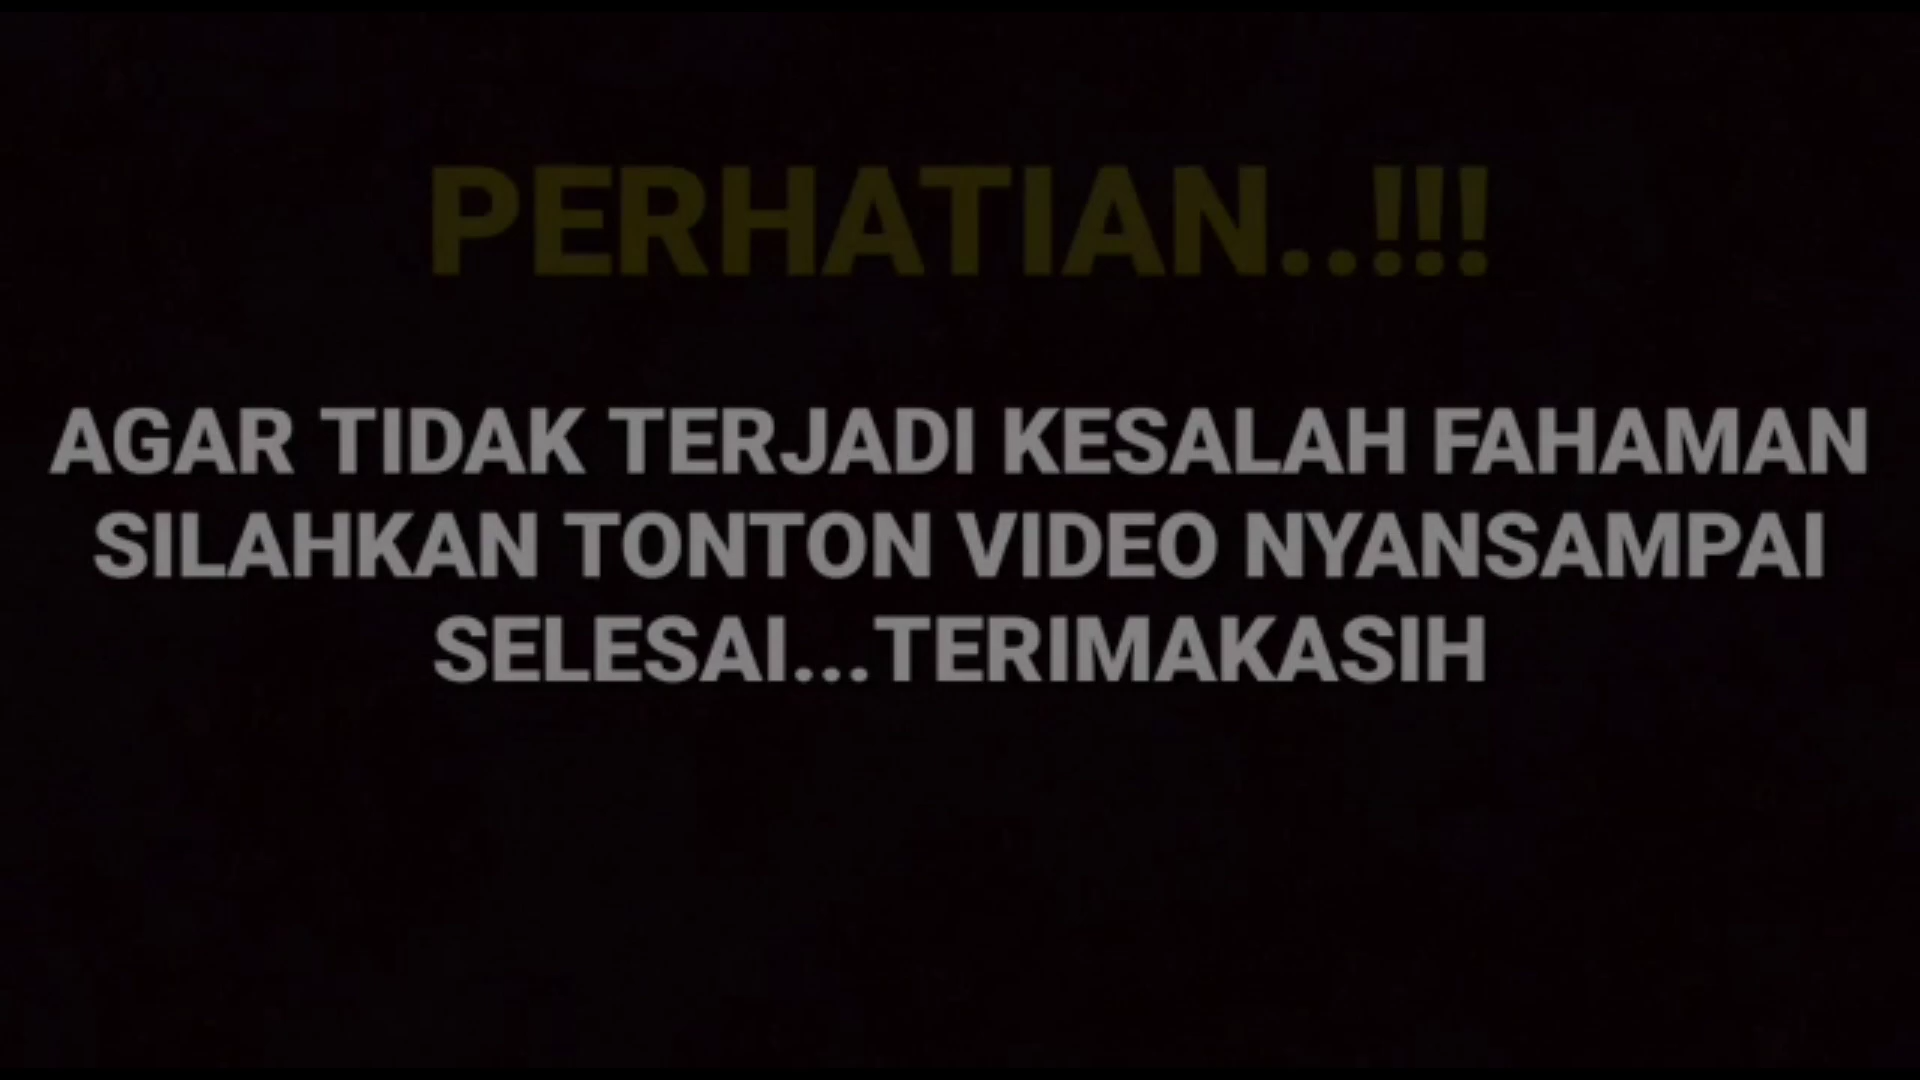 PERHATIAN..!!!
AGAR TIDAK TERJADI KESALAH FAHAMAN
SILAHKAN TONTON VIDEO NYANSAMPAI
SELESAI...TERIMAKASIH